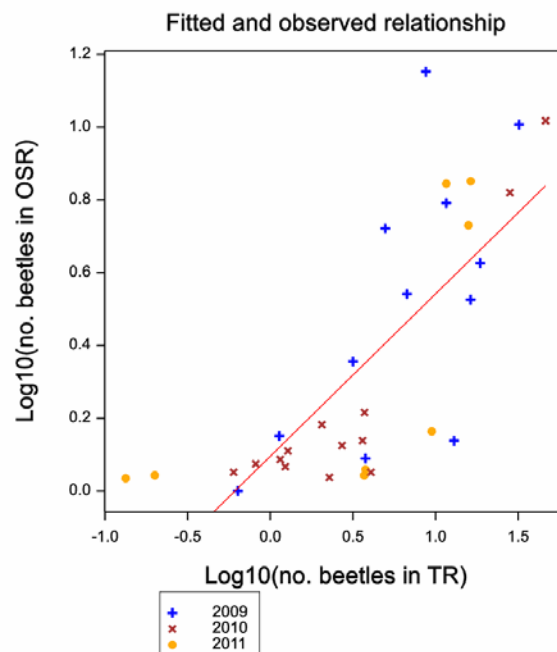 Fitted and observed relationship
Log10(no. beetles in OSR)
1.2
1.0
0.8
0.6
0.4
0.2
0.0
-1.0 -0.5 0.0 0.5 1.0 1.5
Log10(no. beetles in TR)
2009
2010
2011